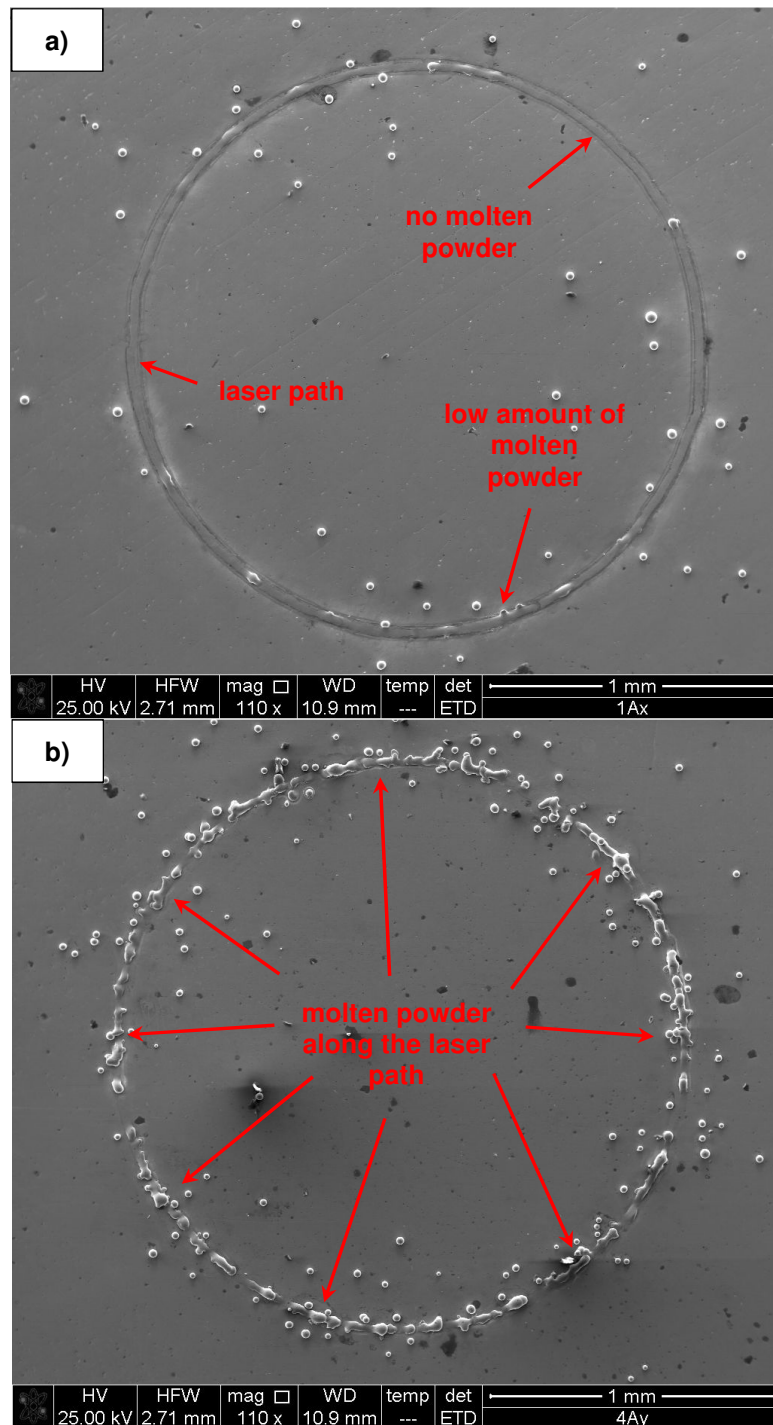 a)
no molten
powder
laser path
low amount of
molten
powder
HV HFW mag □ WD temp det
1 mm
25.00 kV 2.71 mm 110 x 10.9 mm --- ETD 1Ax
b)
molten powder
along the laser
path
HV HFW mag □ WD temp det
1 mm
25.00 kV 2.71 mm 110 x 10.9 mm --- ETD 4Av